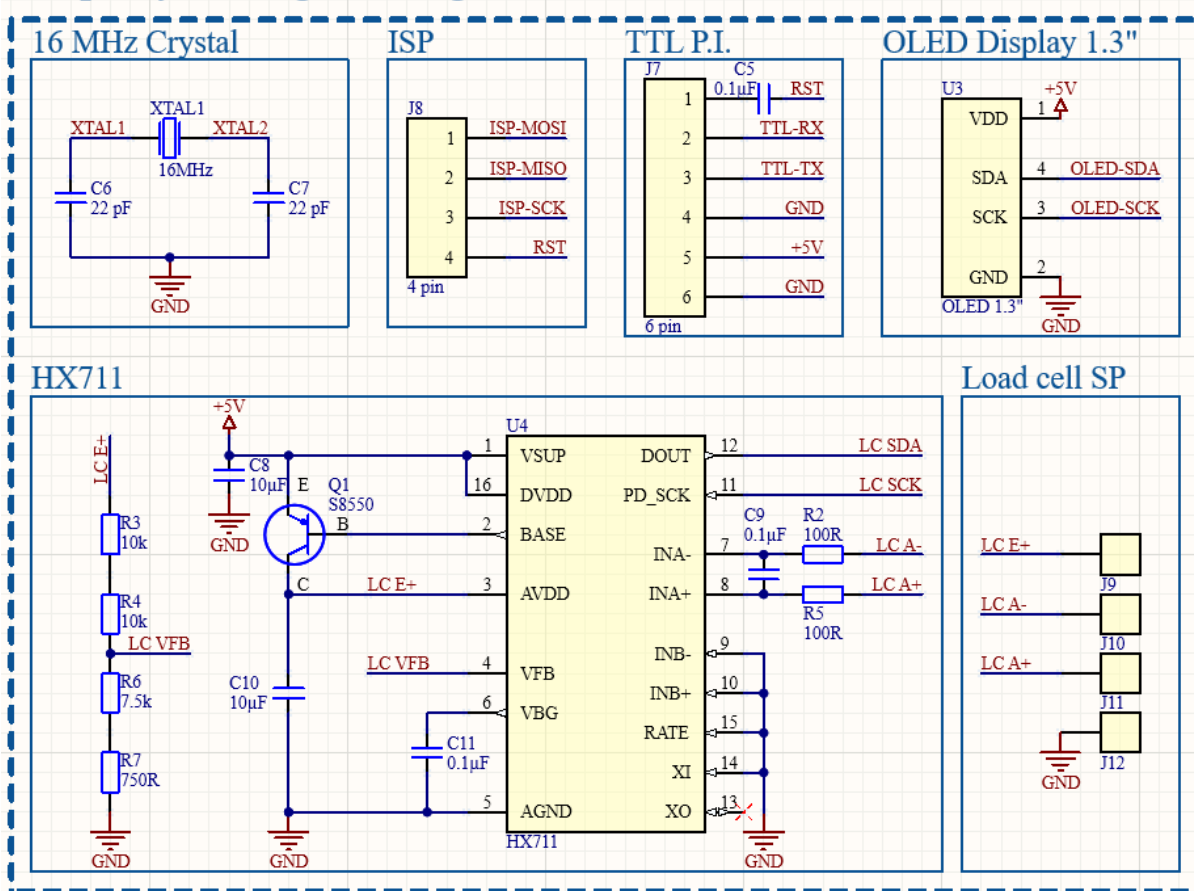 16 MHz Crystal
XTAL1
XTAL1
XTAL2
16MHz
C6
22 pF
C7
22 pF
GND
ISP
J8
1
ISP-MOSI
2
ISP-MISO
3
ISP-SCK
4
RST
4 pin
TTL P.I.
J7
C5
0.1µF
1
RST
2
TTL-RX
3
TTL-TX
4
GND
5
+5V
6
GND
6 pin
OLED Display 1.3"
U3
+5V
VDD
1
SDA
4
OLED-SDA
SCK
3
OLED-SCK
GND
2
OLED 1.3"
GND
HX711
LC E+
R3
10k
R4
10k
LC VFB
R6
7.5k
R7
750R
GND
+5V
C8
10µF
GND
E
Q1
S8550
B
C
LC E+
LC VFB
C10
10µF
C11
0.1µF
GND
U4
1
VSUP
16
DVDD
2
BASE
3
AVDD
4
VFB
6
VBG
5
AGND
HX711
DOUT
12
LC SDA
PD_SCK
11
LC SCK
C9
0.1µF
R2
100R
INA-
7
LC A-
INA+
8
LC A+
R5
100R
INB-
9
INB+
10
RATE
15
XI
14
XO
13
GND
Load cell SP
LC E+
J9
LC A-
J10
LC A+
J11
GND
J12